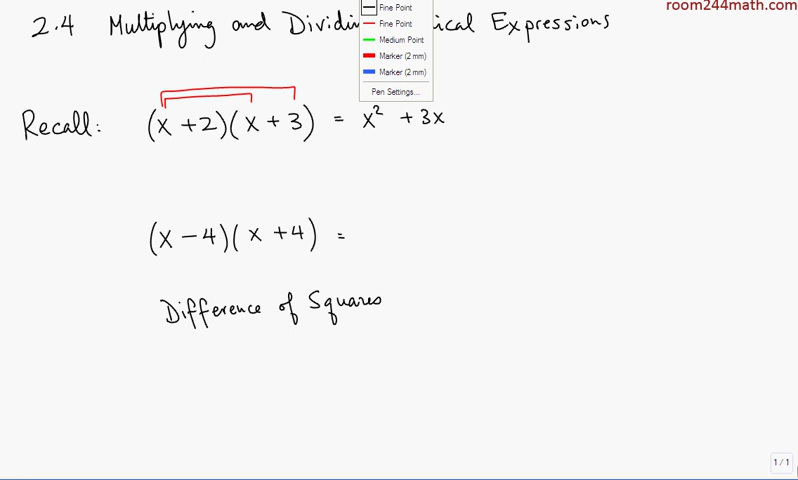 room244math.com
Fine Point
2.4 Multiplying and Dividin ical Expressions
Fine Point
Medium Point
Marker (2 mm)
Marker (2 mm)
Pen Settings...
Recall: (x + 2)(x + 3) = x² + 3x
(x − 4)(x + 4) =
Difference of Squares
1 / 1